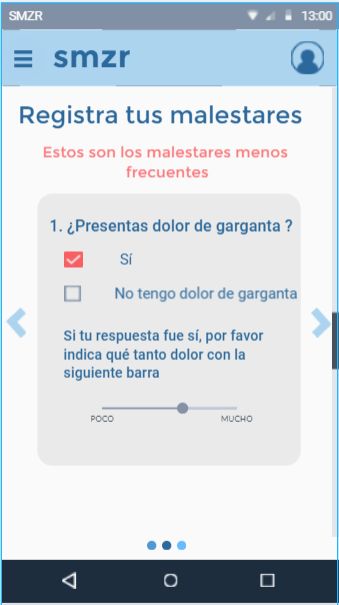 SMZR 13:00
smzr
Registra tus malestares
Estos son los malestares menos
frecuentes
1. ¿Presentas dolor de garganta ?
Sí
No tengo dolor de garganta
Si tu respuesta fue sí, por favor
indica qué tanto dolor con la
siguiente barra
POCO MUCHO